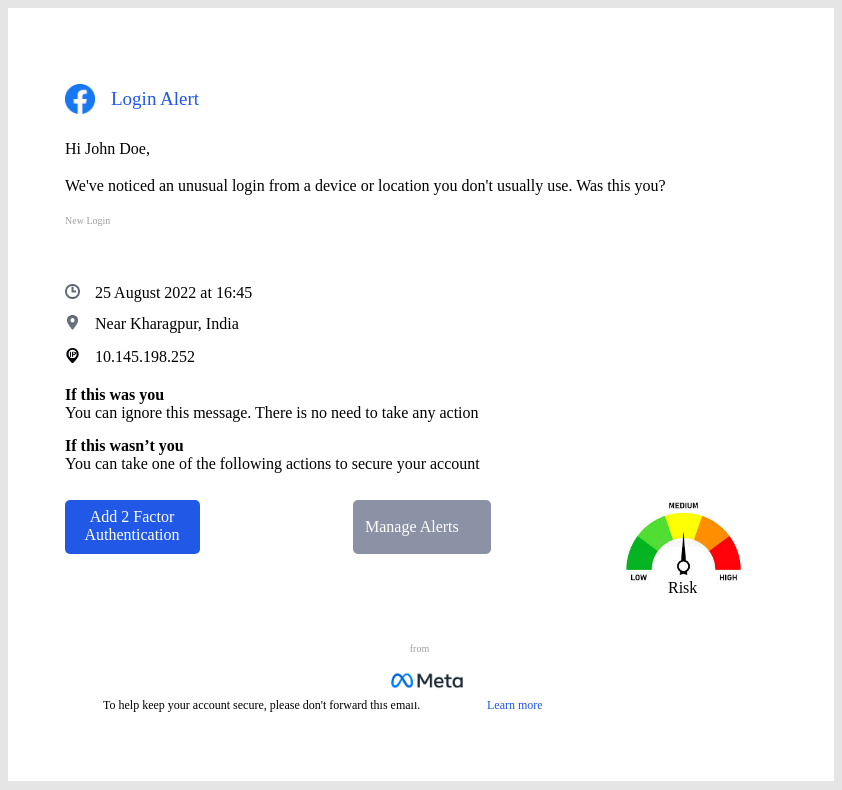 Login Alert
Hi John Doe,
We've noticed an unusual login from a device or location you don't usually use. Was this you?
New Login
25 August 2022 at 16:45
Near Kharagpur, India
IP
10.145.198.252
If this was you
You can ignore this message. There is no need to take any action
If this wasn’t you
You can take one of the following actions to secure your account
Add 2 Factor
Authentication
Manage Alerts
MEDIUM
LOW
HIGH
Risk
from
Meta
To help keep your account secure, please don't forward this email.
Learn more